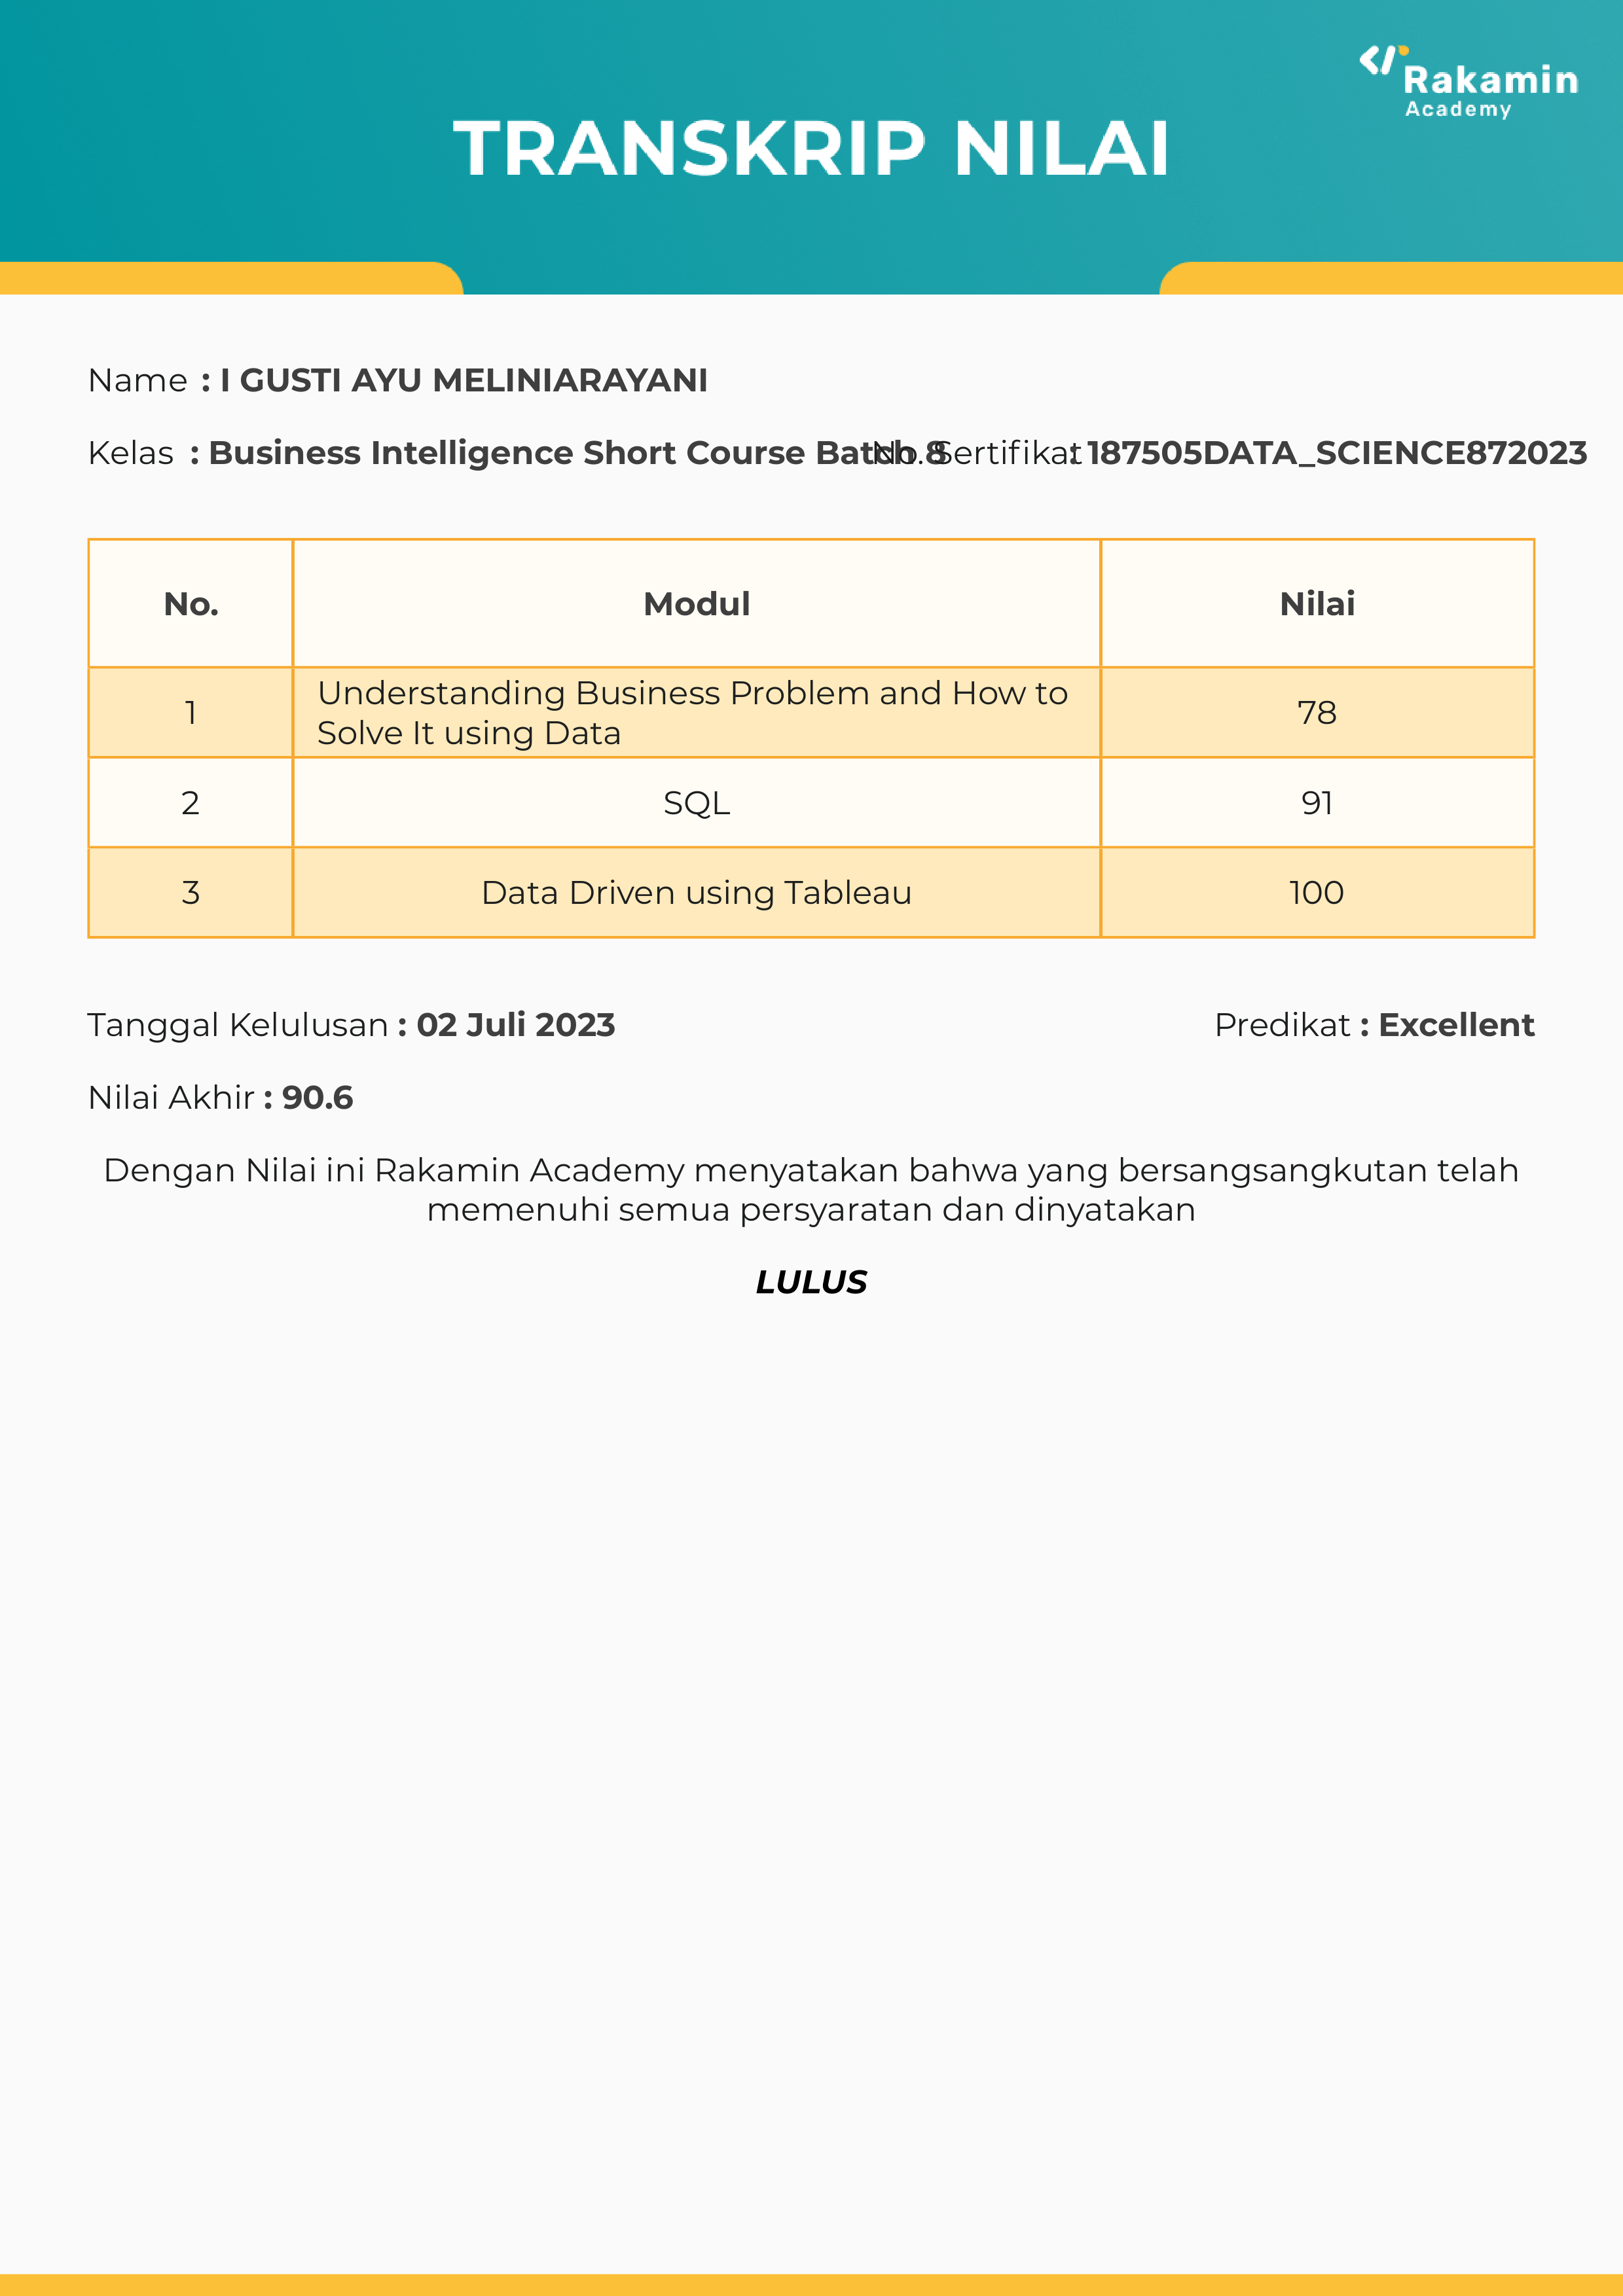 Rakamin
Academy
TRANSKRIP NILAI
Name : I GUSTI AYU MELINIARAYANI
Kelas : Business Intelligence Short Course Batch 8 No. Sertifikat : 187505DATA_SCIENCE872023
No. Modul Nilai
1 Understanding Business Problem and How to
Solve It using Data 78
2 SQL 91
3 Data Driven using Tableau 100
Tanggal Kelulusan : 02 Juli 2023 Predikat : Excellent
Nilai Akhir : 90.6
Dengan Nilai ini Rakamin Academy menyatakan bahwa yang bersangsangkutan telah
memenuhi semua persyaratan dan dinyatakan
LULUS